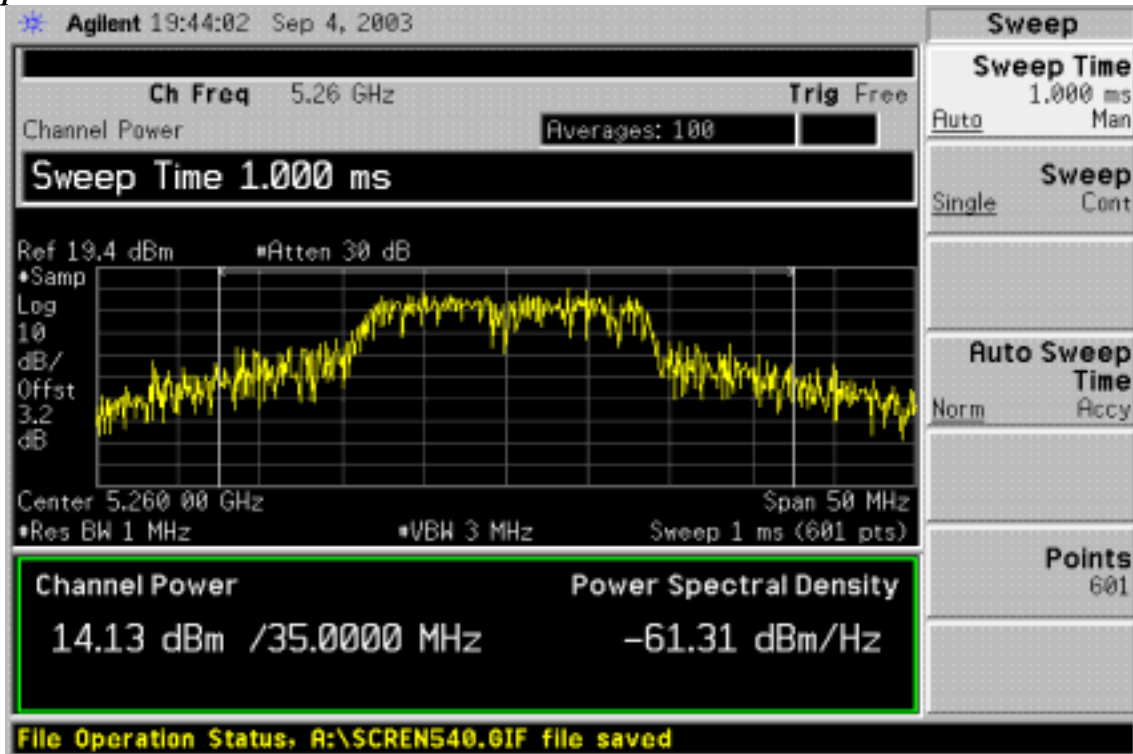 Agilent 19:44:02 Sep 4, 2003
Sweep
Ch Freq 5.26 GHz Trig Free
Channel Power Averages: 100
Sweep Time 1.000 ms
Ref 19.4 dBm #Atten 30 dB
#Samp
Log
10
dB/
Offst
3.2
dB
Center 5.260 00 GHz Span 50 MHz
#Res BW 1 MHz #VBW 3 MHz Sweep 1 ms (601 pts)
Channel Power Power Spectral Density
14.13 dBm /35.0000 MHz -61.31 dBm/Hz
File Operation Status, A:\SCREN540.GIF file saved
Sweep Time
1.000 ms
Auto Man
Sweep
Single Cont
Auto Sweep
Time
Norm Accy
Points
601